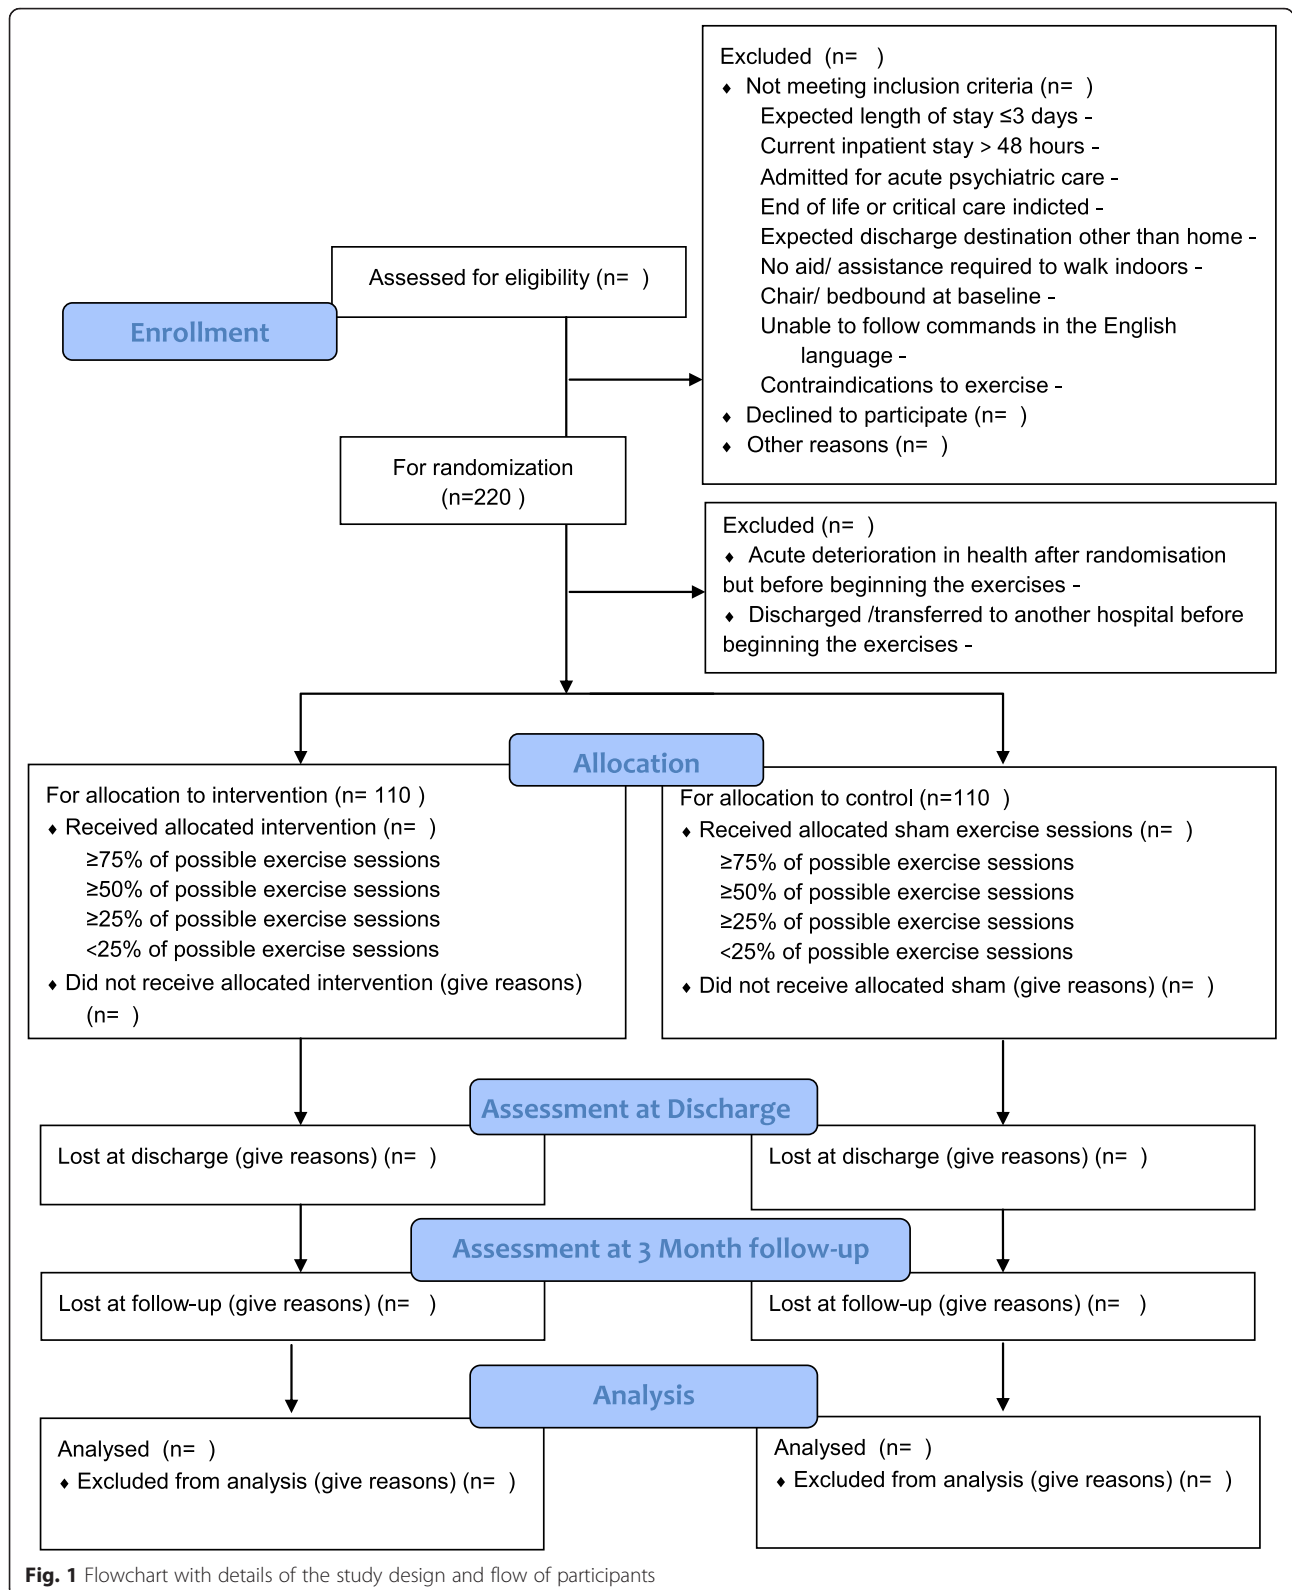 Excluded (n= )
♦ Not meeting inclusion criteria (n= )
Expected length of stay ≤3 days -
Current inpatient stay > 48 hours -
Admitted for acute psychiatric care -
End of life or critical care indicted -
Expected discharge destination other than home -
No aid/ assistance required to walk indoors -
Chair/ bedbound at baseline -
Unable to follow commands in the English
language -
Contraindications to exercise -
♦ Declined to participate (n= )
♦ Other reasons (n= )
Assessed for eligibility (n= )
Enrollment
For randomization
(n=220 )
Excluded (n= )
♦ Acute deterioration in health after randomisation
but before beginning the exercises -
♦ Discharged /transferred to another hospital before
beginning the exercises -
Allocation
For allocation to intervention (n= 110 )
♦ Received allocated intervention (n= )
≥75% of possible exercise sessions
≥50% of possible exercise sessions
≥25% of possible exercise sessions
<25% of possible exercise sessions
♦ Did not receive allocated intervention (give reasons)
(n= )
For allocation to control (n=110 )
♦ Received allocated sham exercise sessions (n= )
≥75% of possible exercise sessions
≥50% of possible exercise sessions
≥25% of possible exercise sessions
<25% of possible exercise sessions
♦ Did not receive allocated sham (give reasons) (n= )
Assessment at Discharge
Lost at discharge (give reasons) (n= )
Lost at discharge (give reasons) (n= )
Assessment at 3 Month follow-up
Lost at follow-up (give reasons) (n= )
Lost at follow-up (give reasons) (n= )
Analysis
Analysed (n= )
♦ Excluded from analysis (give reasons) (n= )
Analysed (n= )
♦ Excluded from analysis (give reasons) (n= )
Fig. 1 Flowchart with details of the study design and flow of participants